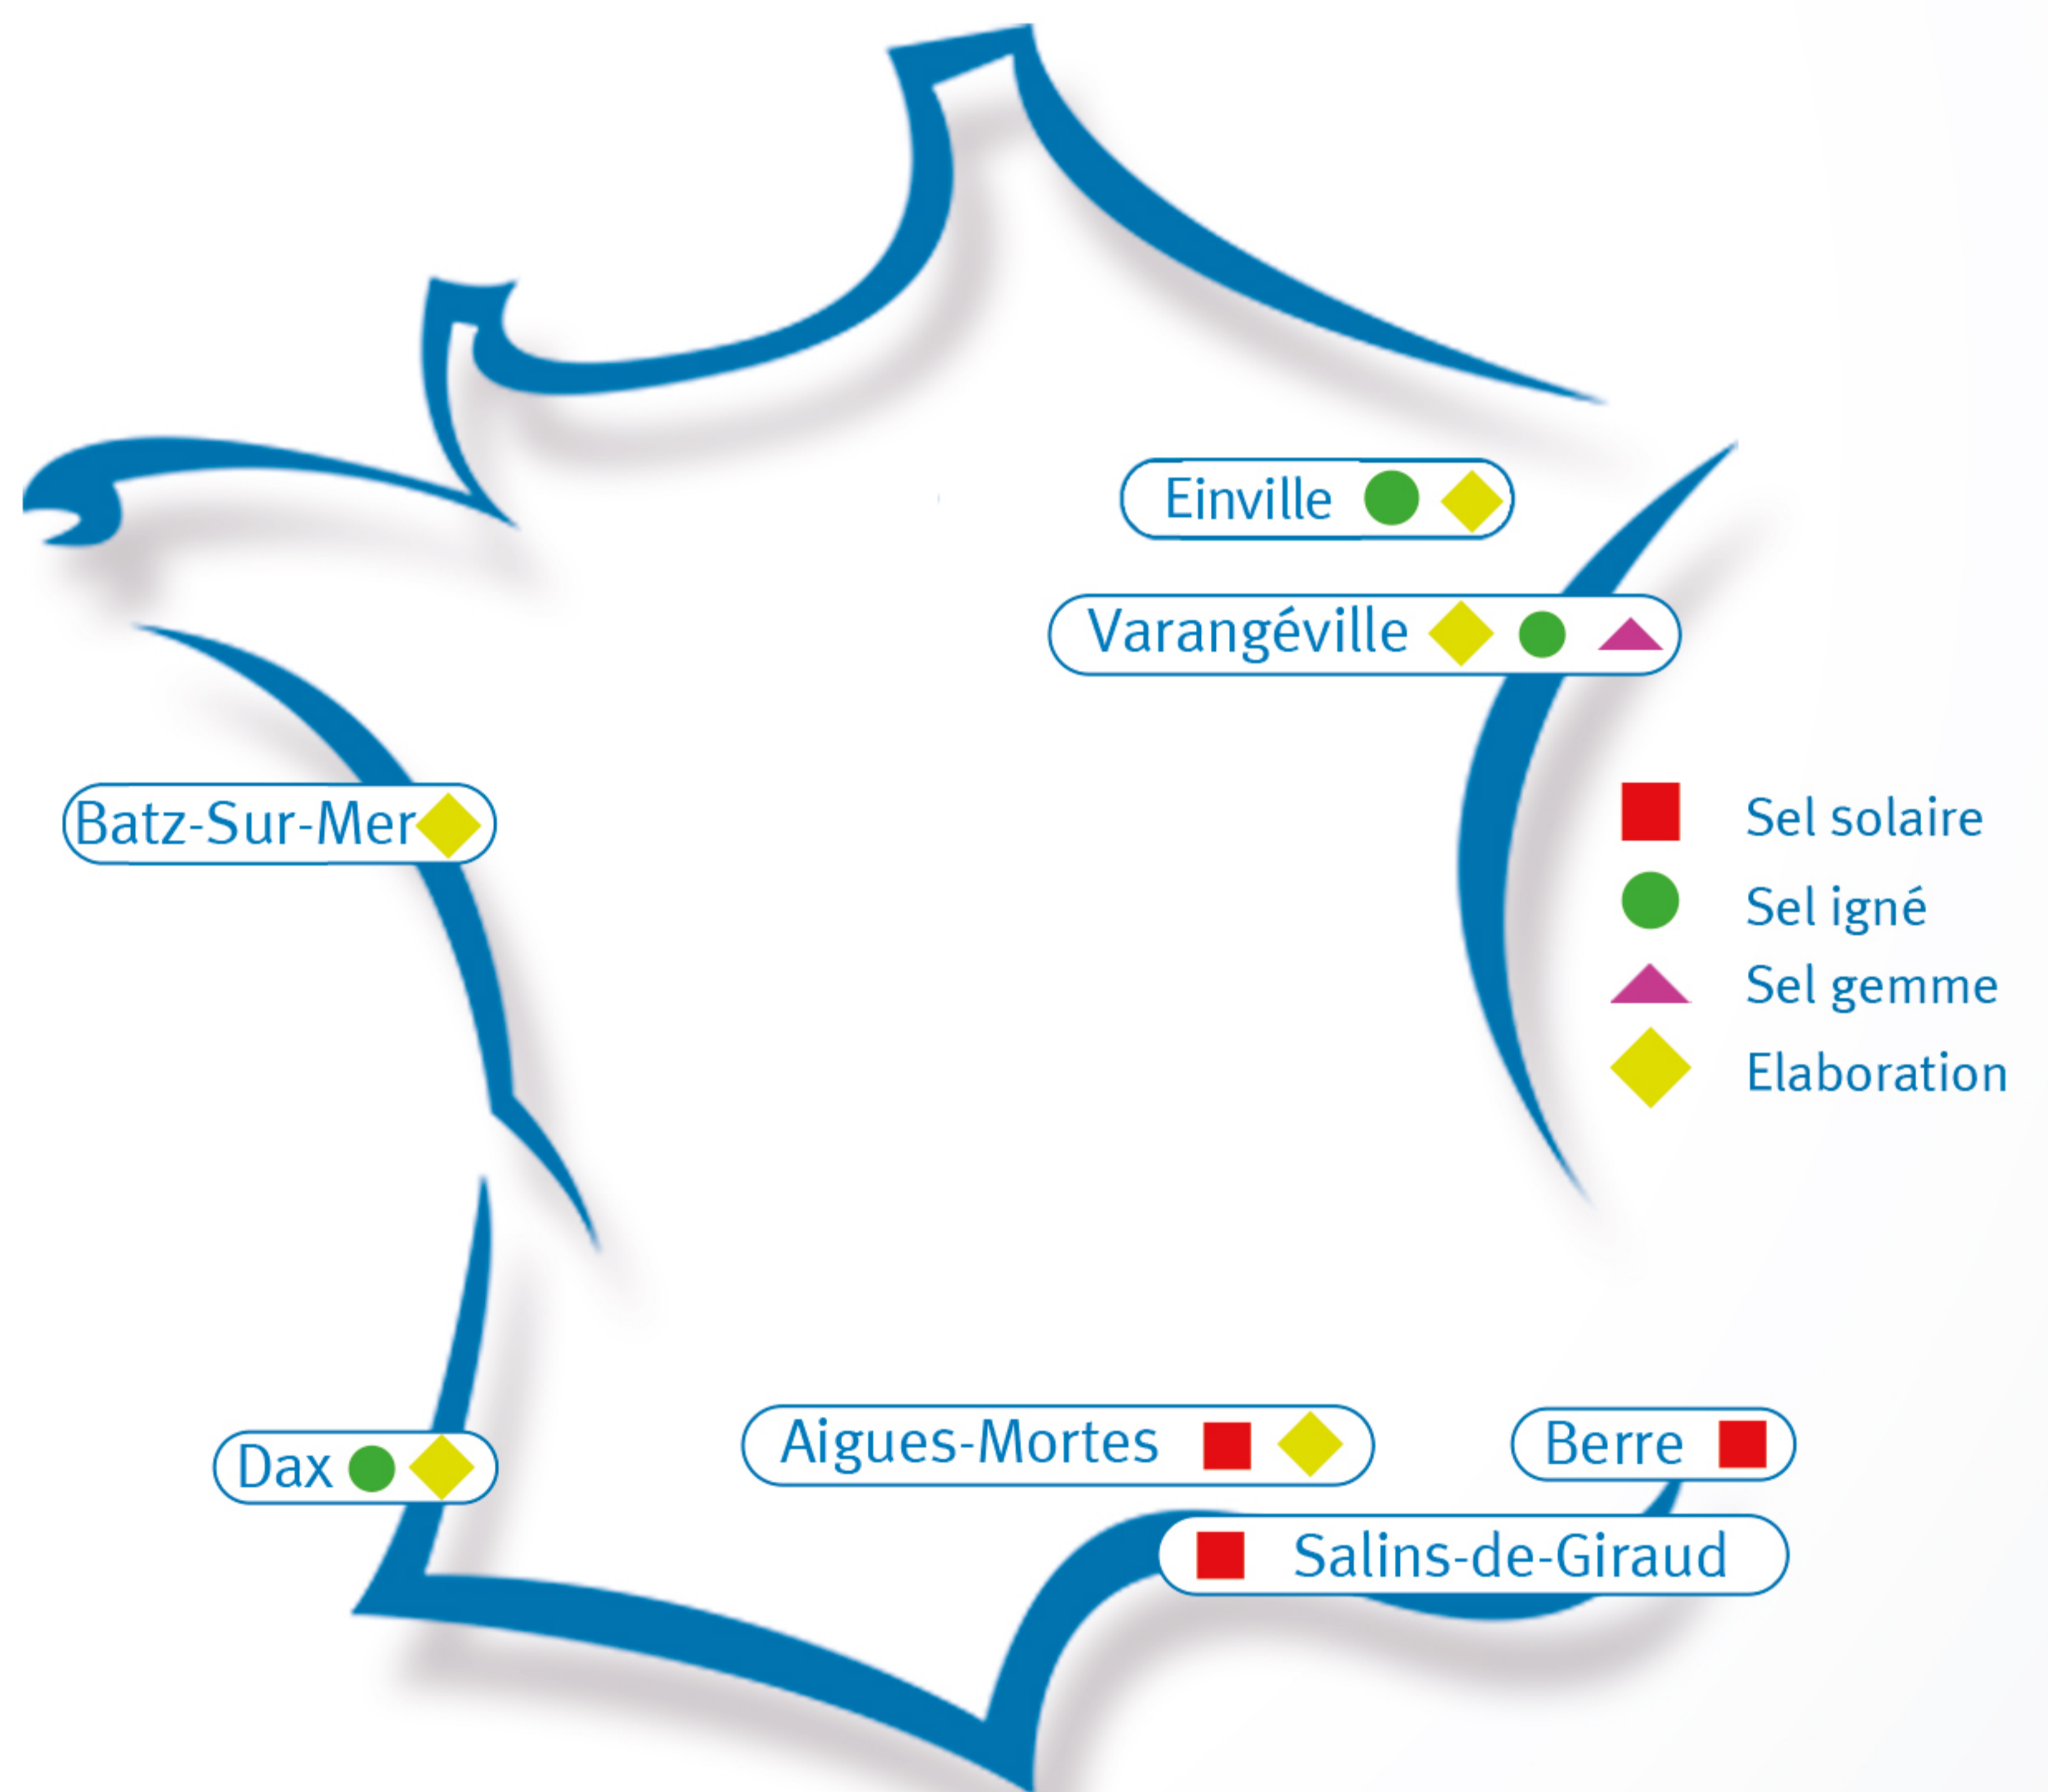 Einville
Varangéville
Batz-Sur-Mer
Sel solaire
Sel igné
Sel gemme
Elaboration
Aigues-Mortes
Berre
Dax
Salins-de-Giraud